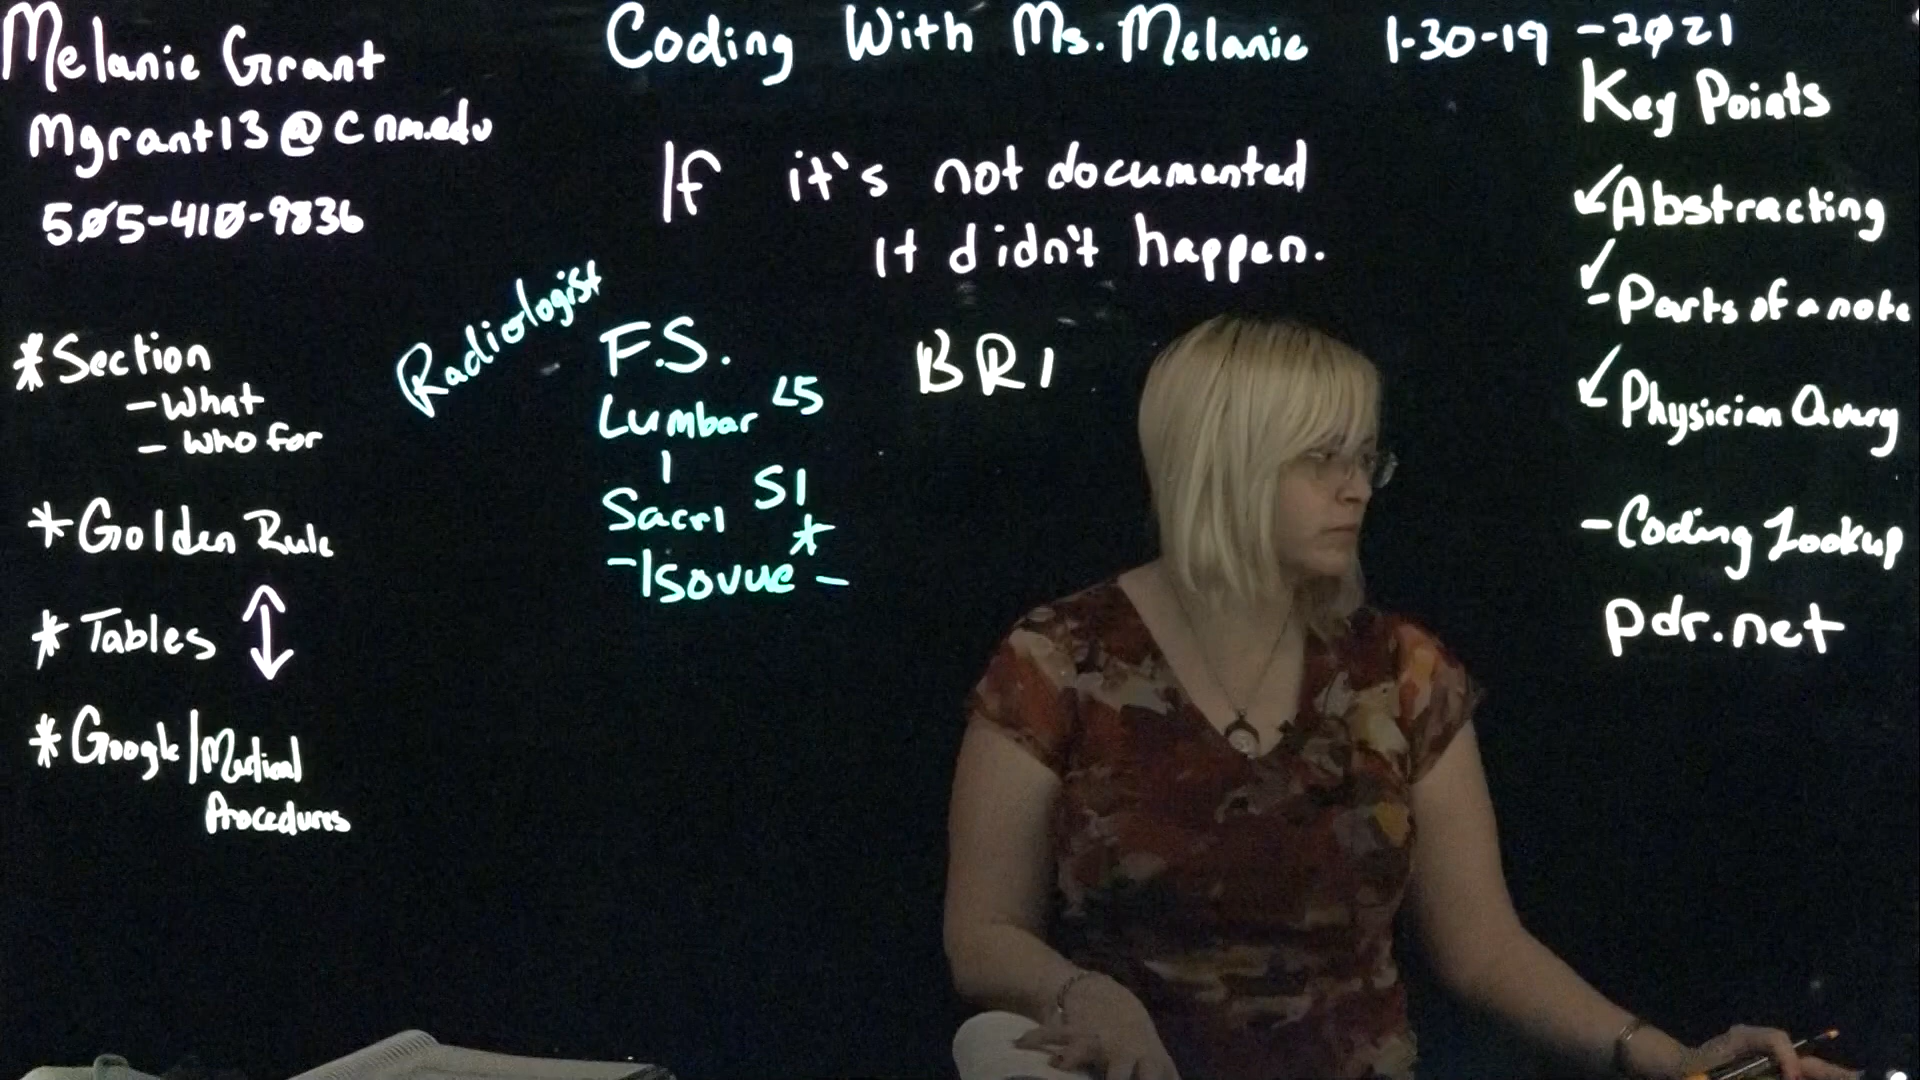 Melanie Grant
Mgrant13@cnm.edu
505-410-9836
Coding With Ms. Melanie 1-30-19 -2021
If it's not documented
it didn't happen.
*Section
-What
- Who for
*Golden Rule
* Tables
*Google/Medical
Procedures
Radiologist
F.S.
Lumbar L5
Sacrl S1
*
-Isovue -
BR1
Key Points
✓Abstracting
✓-Parts of a note
✓Physician Query
-Coding Lookup
pdr.net